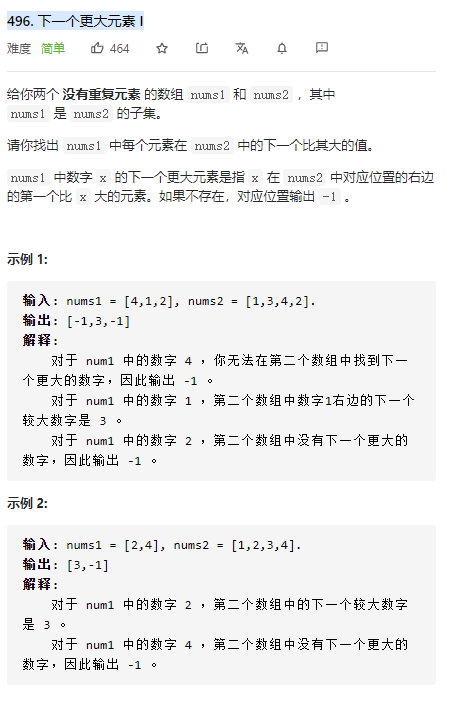 496. 下一个更大元素 I
难度 简单 464
给你两个 没有重复元素 的数组 nums1 和 nums2 ，其中
nums1 是 nums2 的子集。
请你找出 nums1 中每个元素在 nums2 中的下一个比其大的值。
nums1 中数字 x 的下一个更大元素是指 x 在 nums2 中对应位置的右边
的第一个比 x 大的元素。如果不存在，对应位置输出 -1 。
示例 1:
输入: nums1 = [4,1,2], nums2 = [1,3,4,2].
输出: [-1,3,-1]
解释:
对于 num1 中的数字 4 ，你无法在第二个数组中找到下一
个更大的数字，因此输出 -1 。
对于 num1 中的数字 1 ，第二个数组中数字1右边的下一个
较大数字是 3 。
对于 num1 中的数字 2 ，第二个数组中没有下一个更大的
数字，因此输出 -1 。
示例 2:
输入: nums1 = [2,4], nums2 = [1,2,3,4].
输出: [3,-1]
解释:
对于 num1 中的数字 2 ，第二个数组中的下一个较大数字
是 3 。
对于 num1 中的数字 4 ，第二个数组中没有下一个更大的
数字，因此输出 -1 。